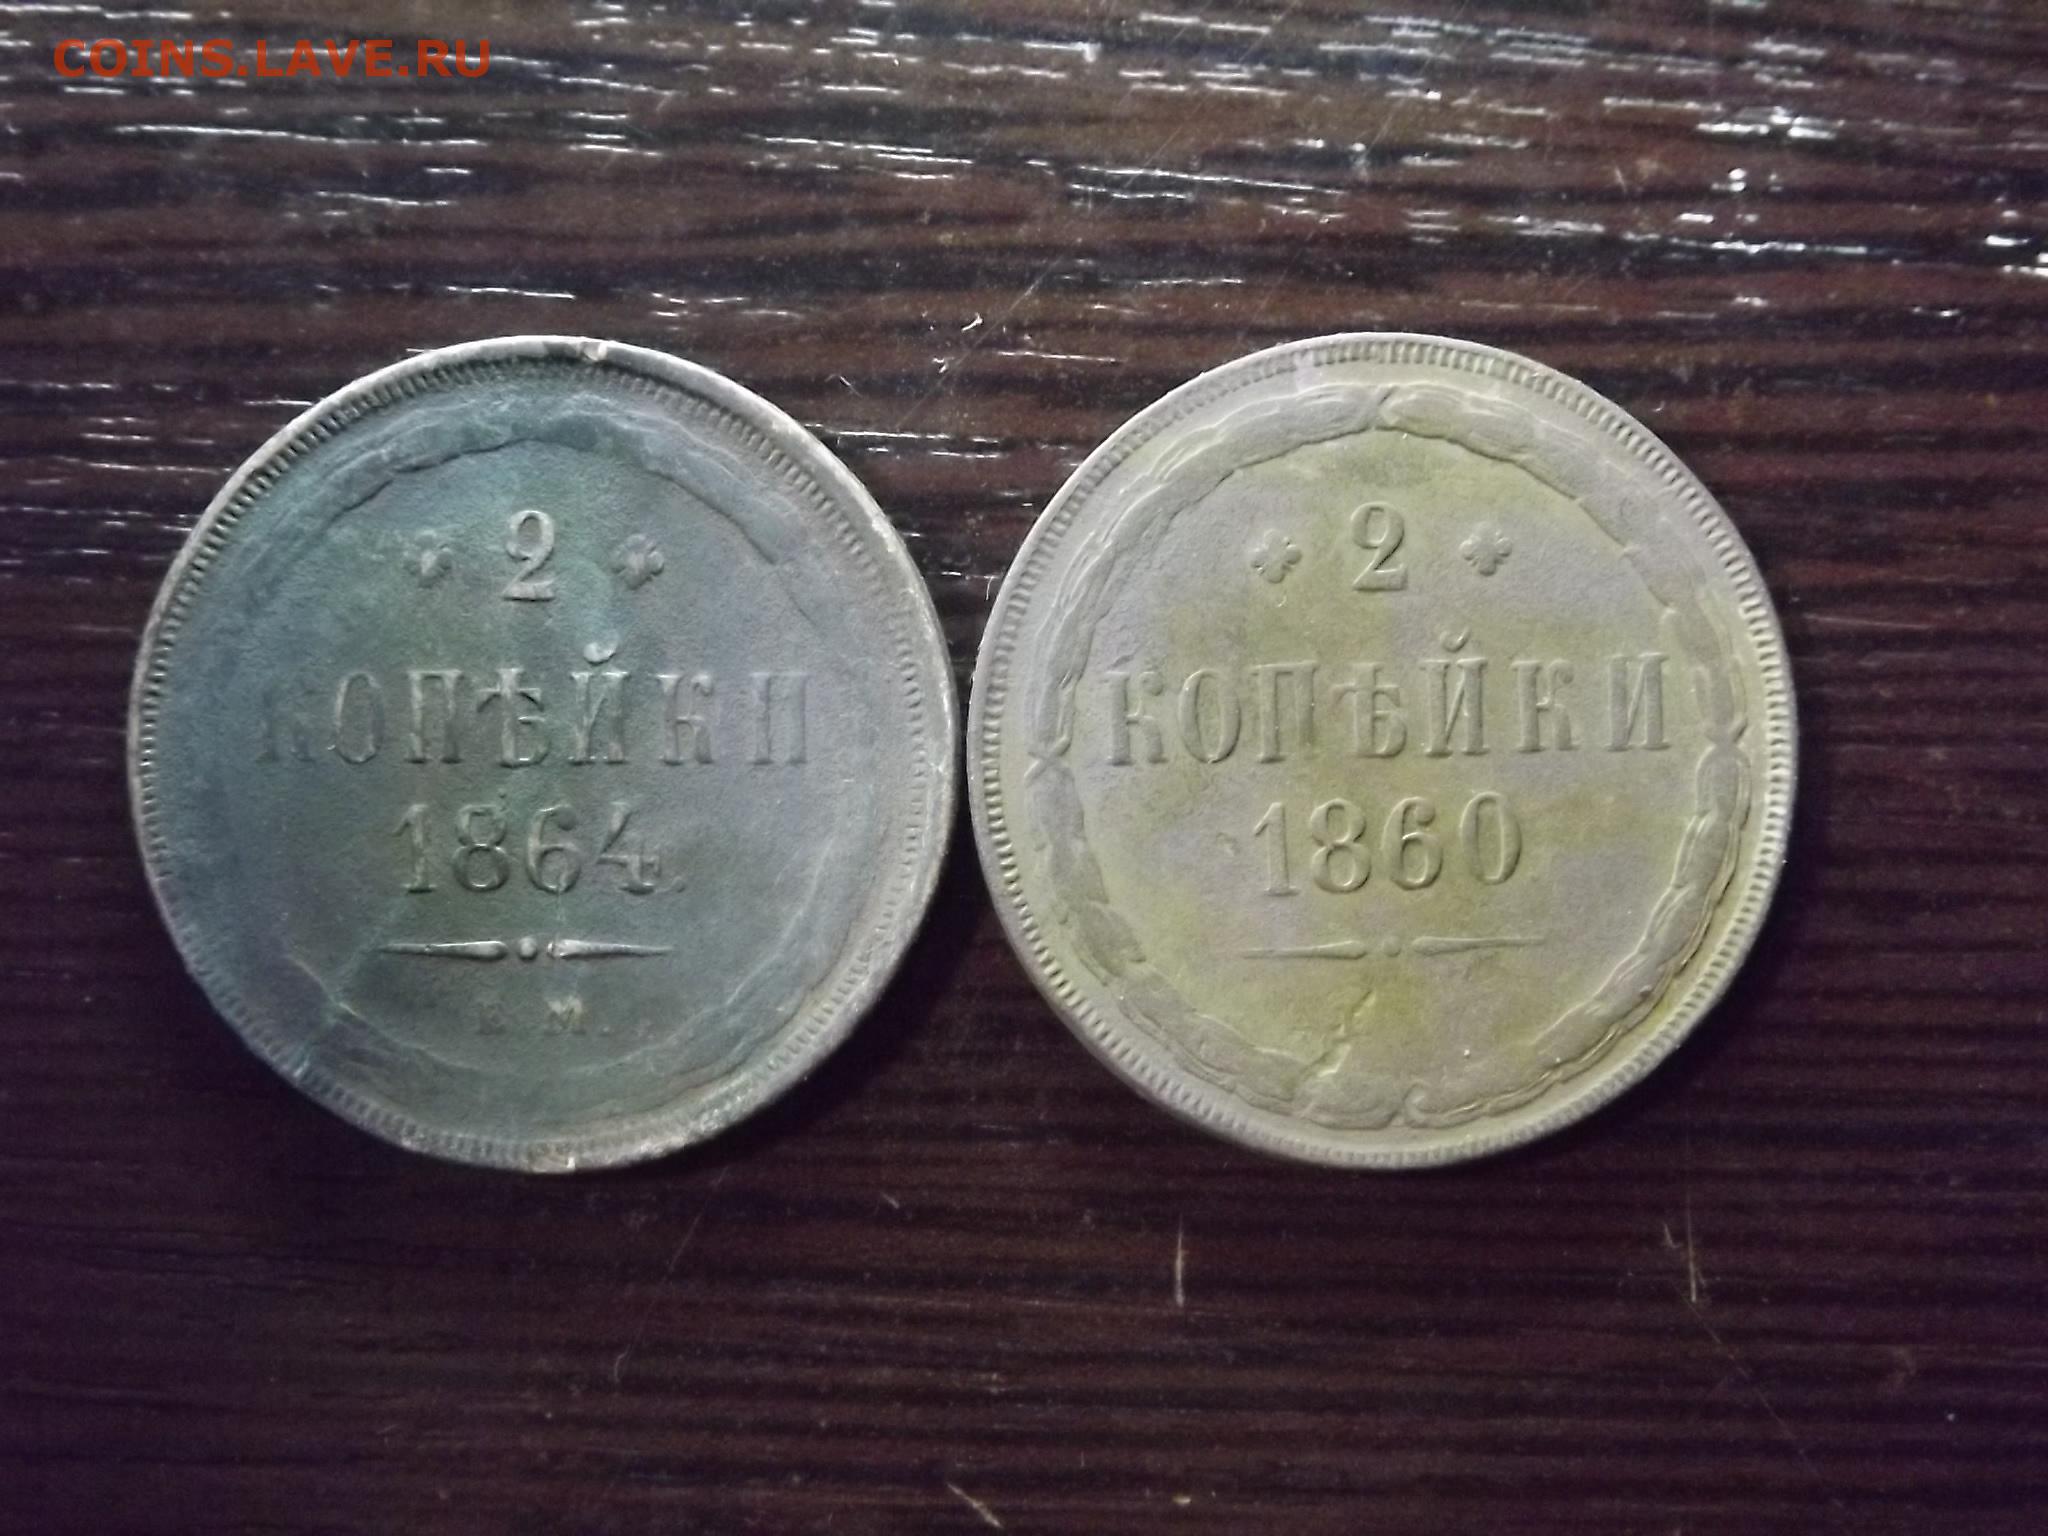 COINS.LAVE.RU
2
КОПѢЙКИ
1864
Е М
2
КОПѢЙКИ
1860